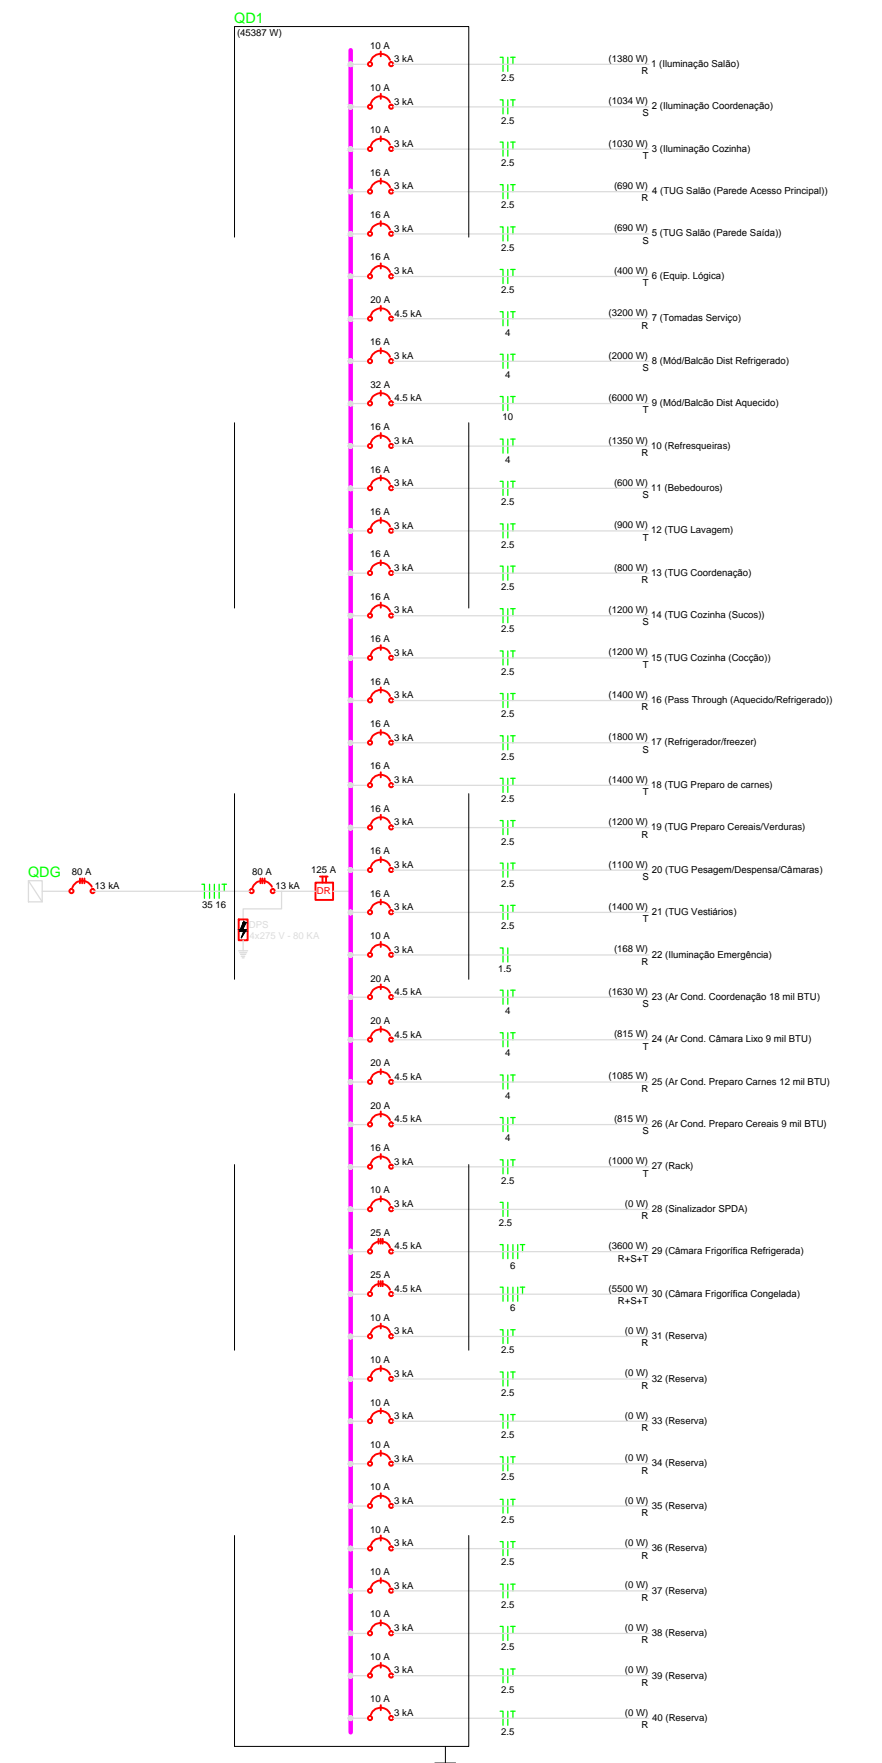 QD1
(45387 W)
10 A
3 kA
2.5
(1380 W)
R
1 (Iluminação Salão)
10 A
3 kA
2.5
(1034 W)
S
2 (Iluminação Coordenação)
10 A
3 kA
2.5
(1030 W)
T
3 (Iluminação Cozinha)
16 A
3 kA
2.5
(690 W)
R
4 (TUG Salão (Parede Acesso Principal))
16 A
3 kA
2.5
(690 W)
S
5 (TUG Salão (Parede Saída))
16 A
3 kA
2.5
(400 W)
T
6 (Equip. Lógica)
20 A
4.5 kA
4
(3200 W)
R
7 (Tomadas Serviço)
16 A
3 kA
4
(2000 W)
S
8 (Mód/Balcão Dist Refrigerado)
32 A
4.5 kA
10
(6000 W)
T
9 (Mód/Balcão Dist Aquecido)
16 A
3 kA
4
(1350 W)
R
10 (Refresqueiras)
16 A
3 kA
2.5
(600 W)
S
11 (Bebedouros)
16 A
3 kA
2.5
(900 W)
T
12 (TUG Lavagem)
16 A
3 kA
2.5
(800 W)
R
13 (TUG Coordenação)
16 A
3 kA
2.5
(1200 W)
S
14 (TUG Cozinha (Sucos))
16 A
3 kA
2.5
(1200 W)
T
15 (TUG Cozinha (Cocção))
16 A
3 kA
2.5
(1400 W)
R
16 (Pass Through (Aquecido/Refrigerado))
16 A
3 kA
2.5
(1800 W)
S
17 (Refrigerador/freezer)
16 A
3 kA
2.5
(1400 W)
T
18 (TUG Preparo de carnes)
16 A
3 kA
2.5
(1200 W)
R
19 (TUG Preparo Cereais/Verduras)
16 A
3 kA
2.5
(1100 W)
S
20 (TUG Pesagem/Despensa/Câmaras)
QDG
80 A
13 kA
35 16
80 A
13 kA
125 A
DR
DPS
4x275 V - 80 KA
16 A
3 kA
2.5
(1400 W)
T
21 (TUG Vestiários)
10 A
3 kA
1.5
(168 W)
R
22 (Iluminação Emergência)
20 A
4.5 kA
4
(1630 W)
S
23 (Ar Cond. Coordenação 18 mil BTU)
20 A
4.5 kA
4
(815 W)
T
24 (Ar Cond. Câmara Lixo 9 mil BTU)
20 A
4.5 kA
4
(1085 W)
R
25 (Ar Cond. Preparo Carnes 12 mil BTU)
20 A
4.5 kA
4
(815 W)
S
26 (Ar Cond. Preparo Cereais 9 mil BTU)
16 A
3 kA
2.5
(1000 W)
T
27 (Rack)
10 A
3 kA
2.5
(0 W)
R
28 (Sinalizador SPDA)
25 A
4.5 kA
6
(3600 W)
R+S+T
29 (Câmara Frigorífica Refrigerada)
25 A
4.5 kA
6
(5500 W)
R+S+T
30 (Câmara Frigorífica Congelada)
10 A
3 kA
2.5
(0 W)
R
31 (Reserva)
10 A
3 kA
2.5
(0 W)
R
32 (Reserva)
10 A
3 kA
2.5
(0 W)
R
33 (Reserva)
10 A
3 kA
2.5
(0 W)
R
34 (Reserva)
10 A
3 kA
2.5
(0 W)
R
35 (Reserva)
10 A
3 kA
2.5
(0 W)
R
36 (Reserva)
10 A
3 kA
2.5
(0 W)
R
37 (Reserva)
10 A
3 kA
2.5
(0 W)
R
38 (Reserva)
10 A
3 kA
2.5
(0 W)
R
39 (Reserva)
10 A
3 kA
2.5
(0 W)
R
40 (Reserva)